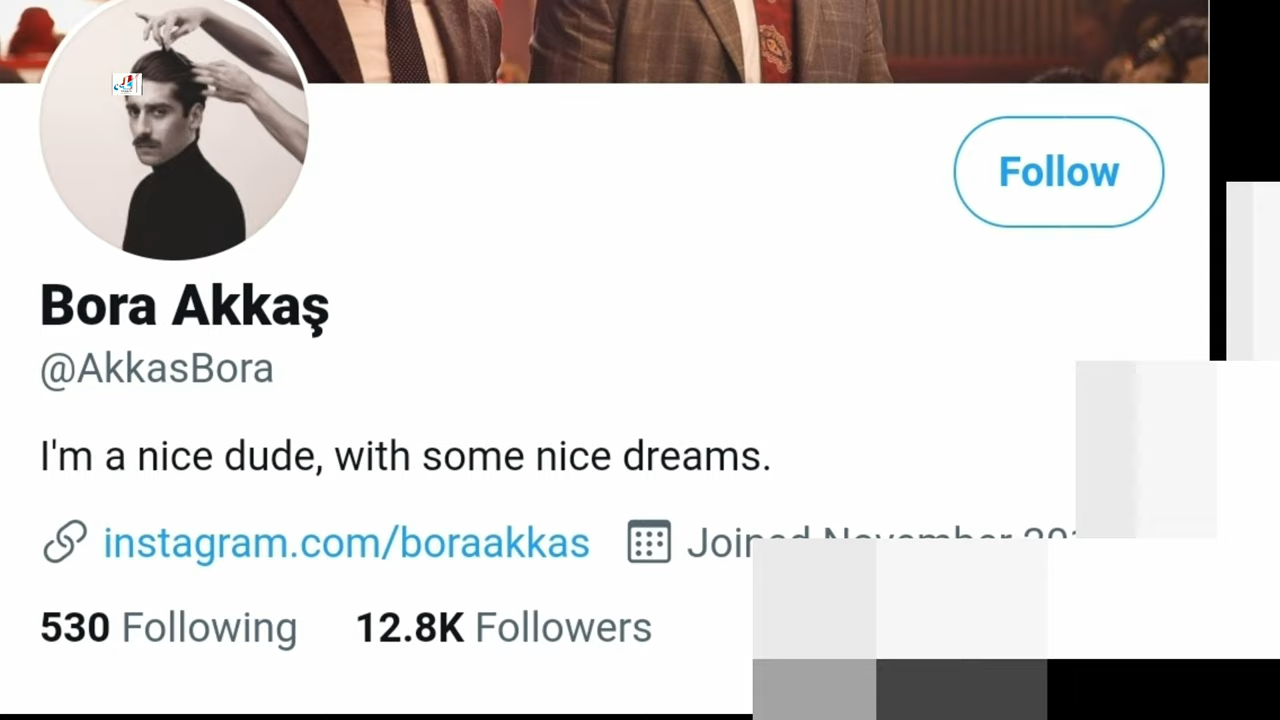 Follow
Bora Akkaş
@AkkasBora
I'm a nice dude, with some nice dreams.
instagram.com/boraakkas Joined November
530 Following 12.8K Followers